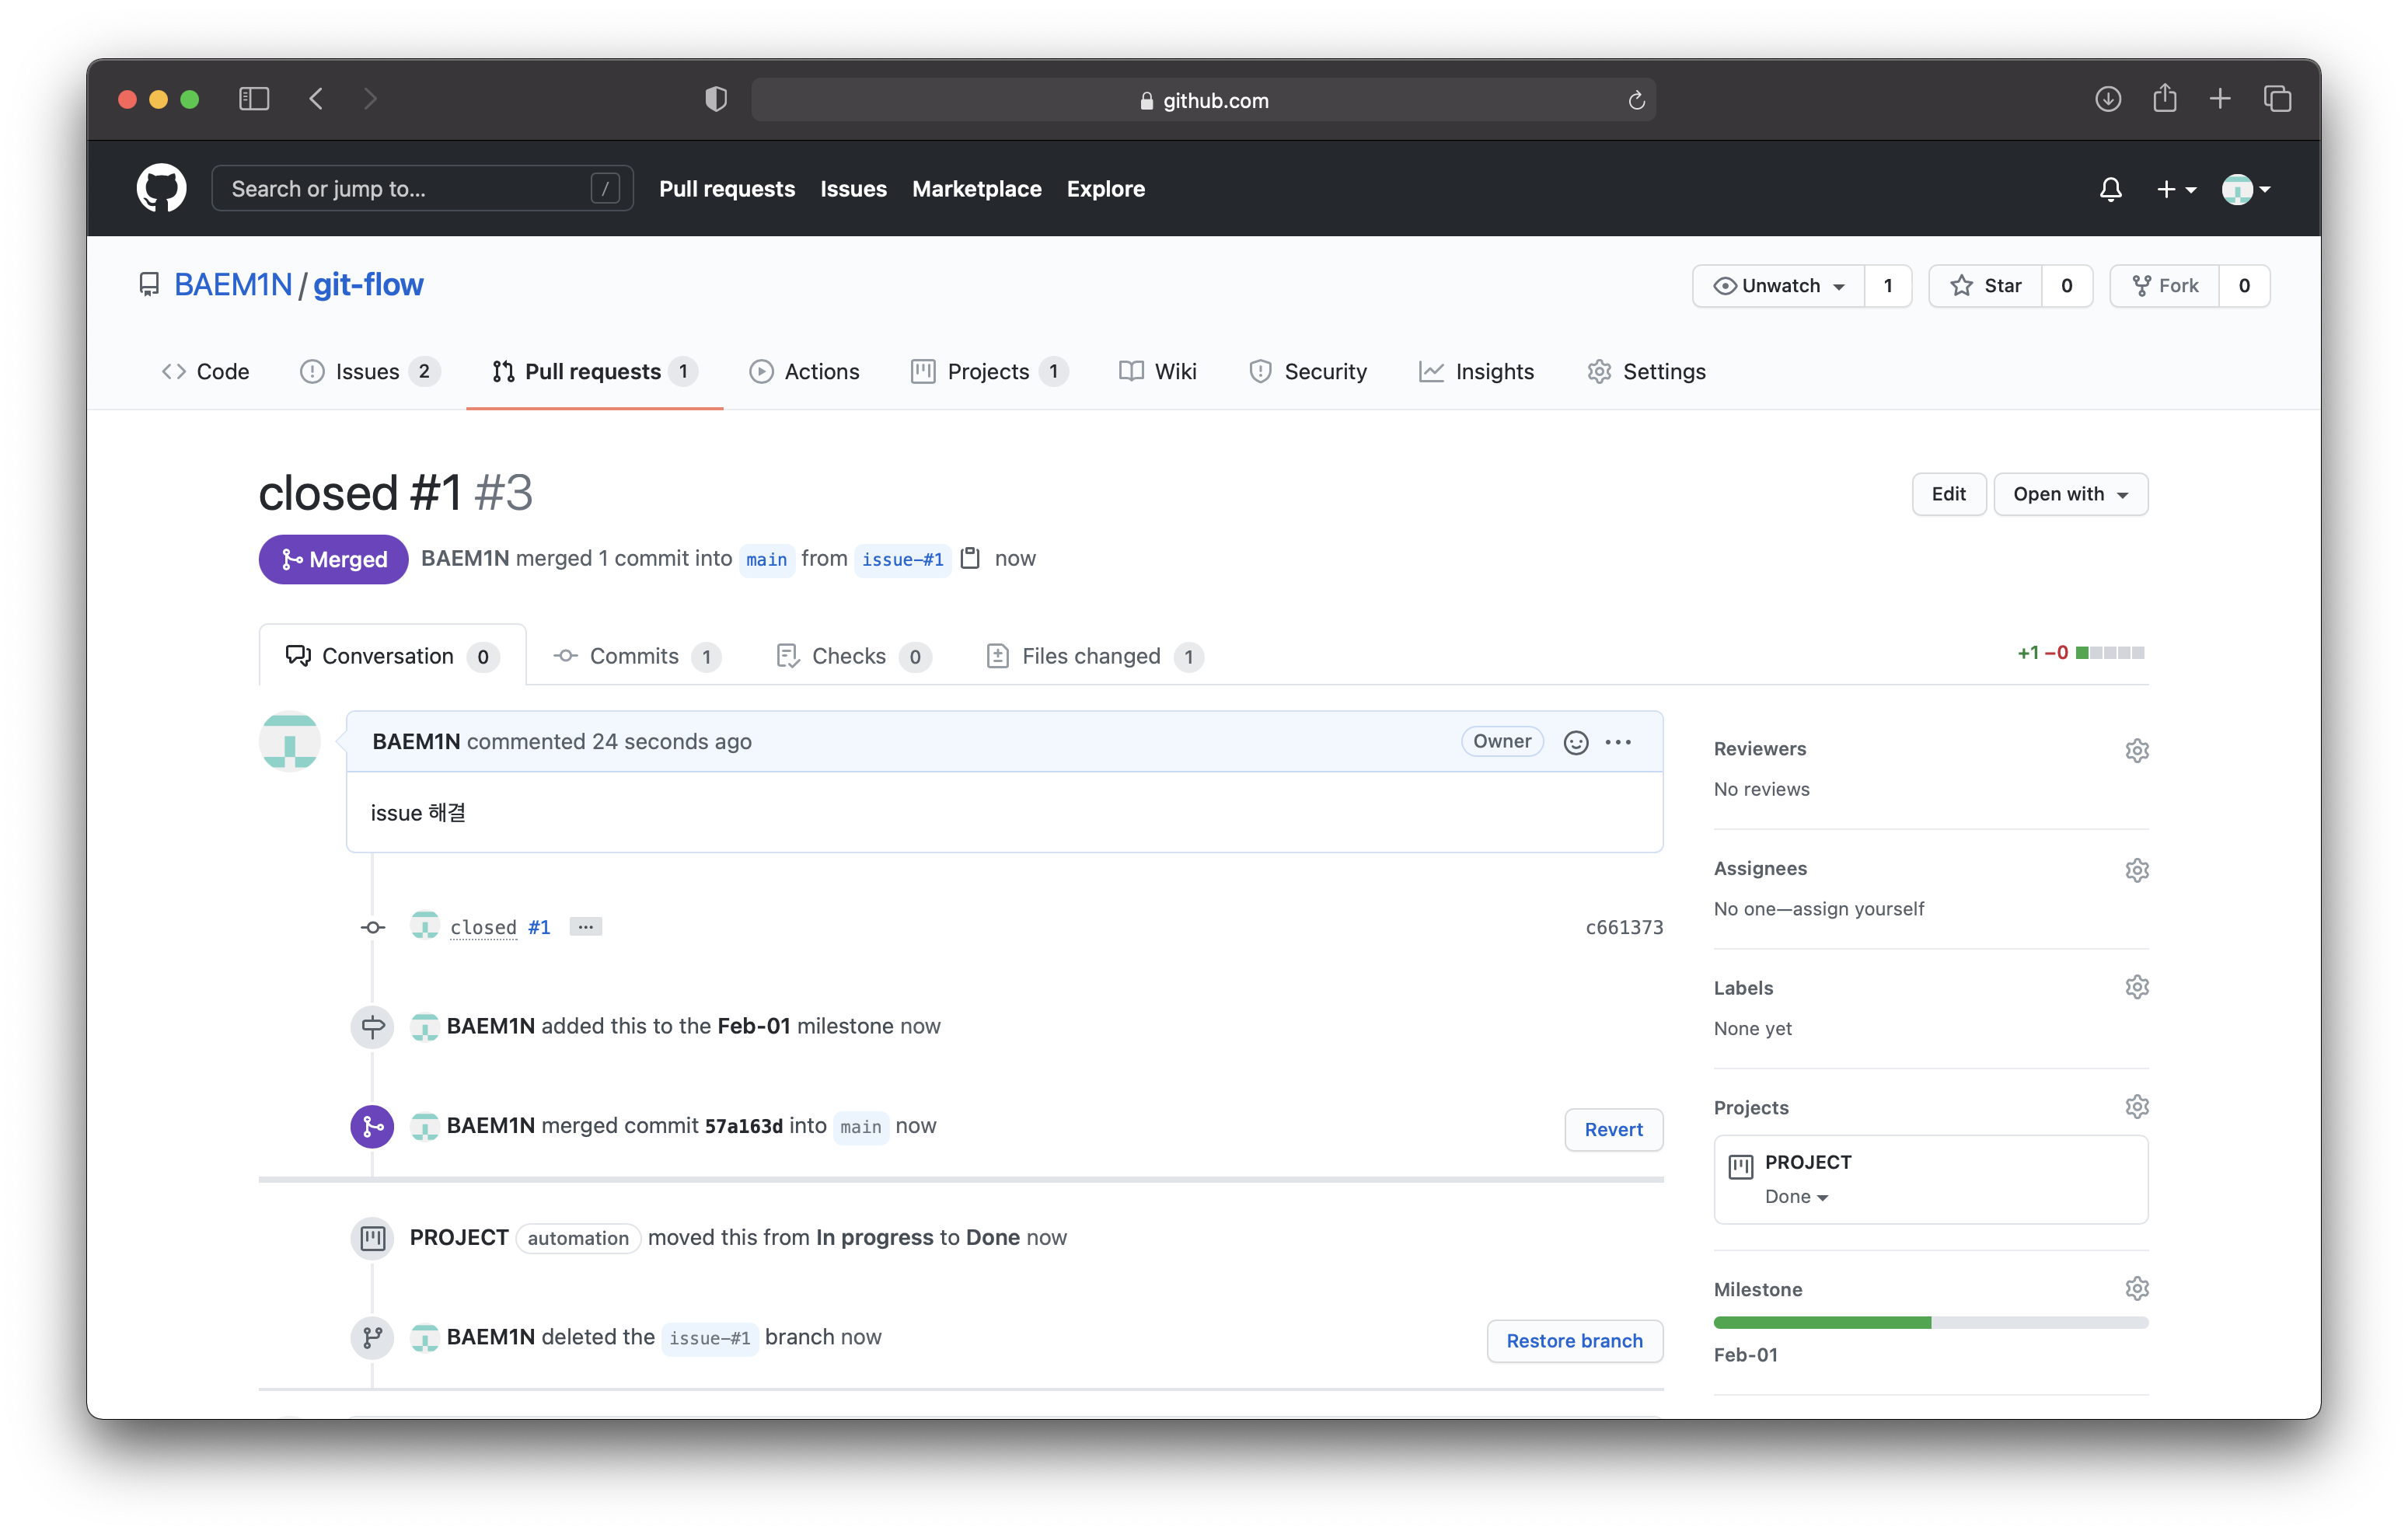 github.com
Search or jump to... / Pull requests Issues Marketplace Explore
BAEM1N / git-flow Unwatch 1 Star 0 Fork 0
Code Issues 2 Pull requests 1 Actions Projects 1 Wiki Security Insights Settings
closed #1 #3 Edit Open with
Merged BAEM1N merged 1 commit into main from issue-#1 now
Conversation 0 Commits 1 Checks 0 Files changed 1 +1 −0
BAEM1N commented 24 seconds ago Owner ...
issue 해결
closed #1 ... c661373
BAEM1N added this to the Feb-01 milestone now
BAEM1N merged commit 57a163d into main now Revert
PROJECT automation moved this from In progress to Done now
BAEM1N deleted the issue-#1 branch now Restore branch
Reviewers
No reviews
Assignees
No one—assign yourself
Labels
None yet
Projects
PROJECT
Done
Milestone
Feb-01